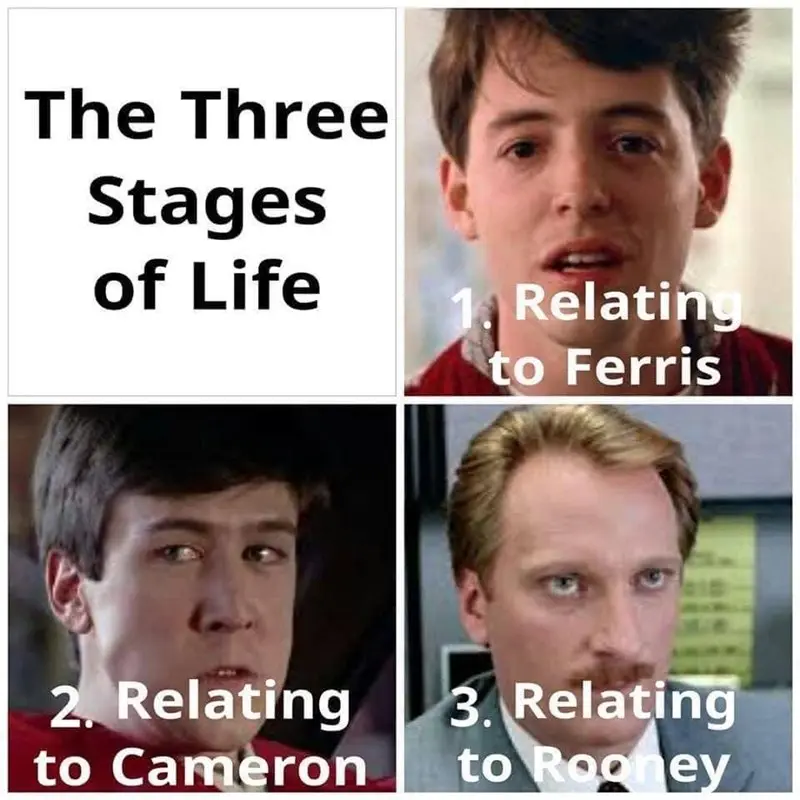 The Three
Stages
of Life
1. Relating
to Ferris
2. Relating
to Cameron
3. Relating
to Rooney